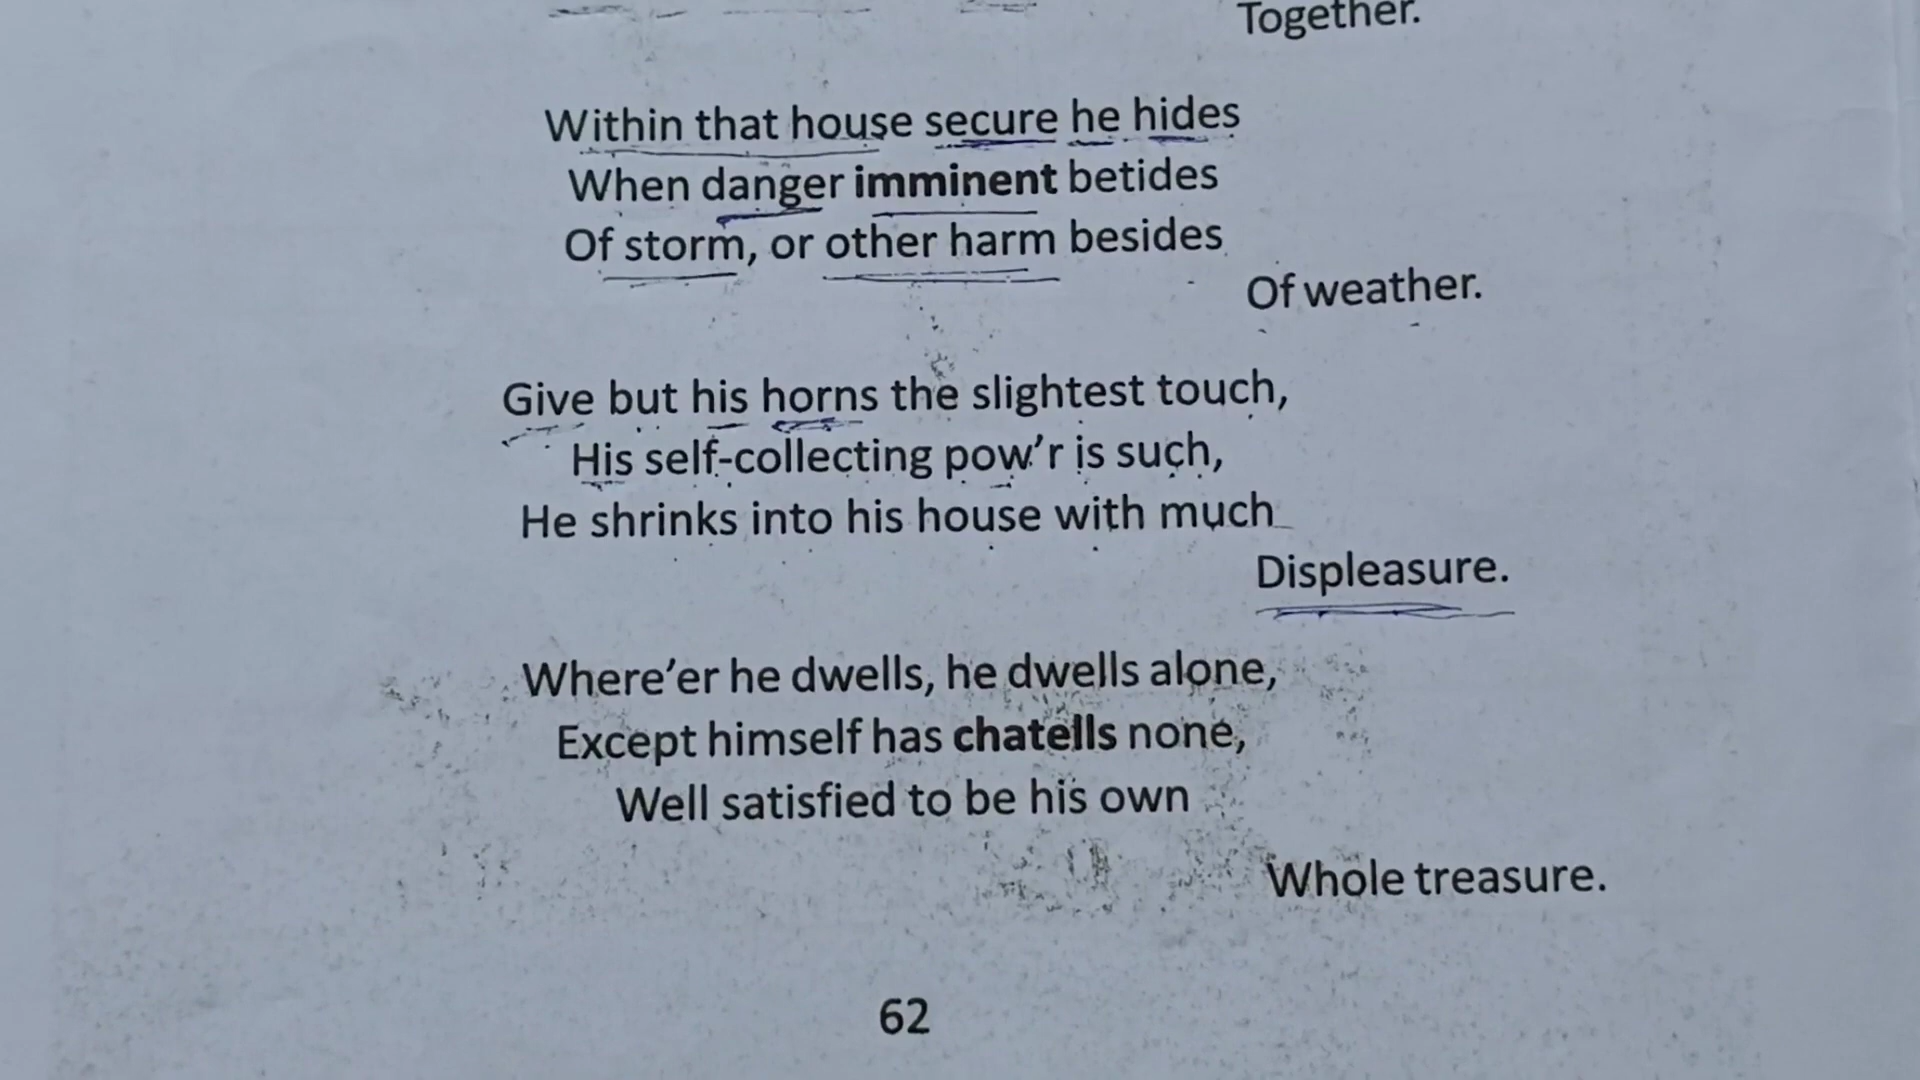 Together.
Within that house secure he hides
When danger imminent betides
Of storm, or other harm besides
Of weather.
Give but his horns the slightest touch,
His self-collecting pow'r is such,
He shrinks into his house with much
Displeasure.
Where'er he dwells, he dwells alone,
Except himself has chatells none,
Well satisfied to be his own
Whole treasure.
62